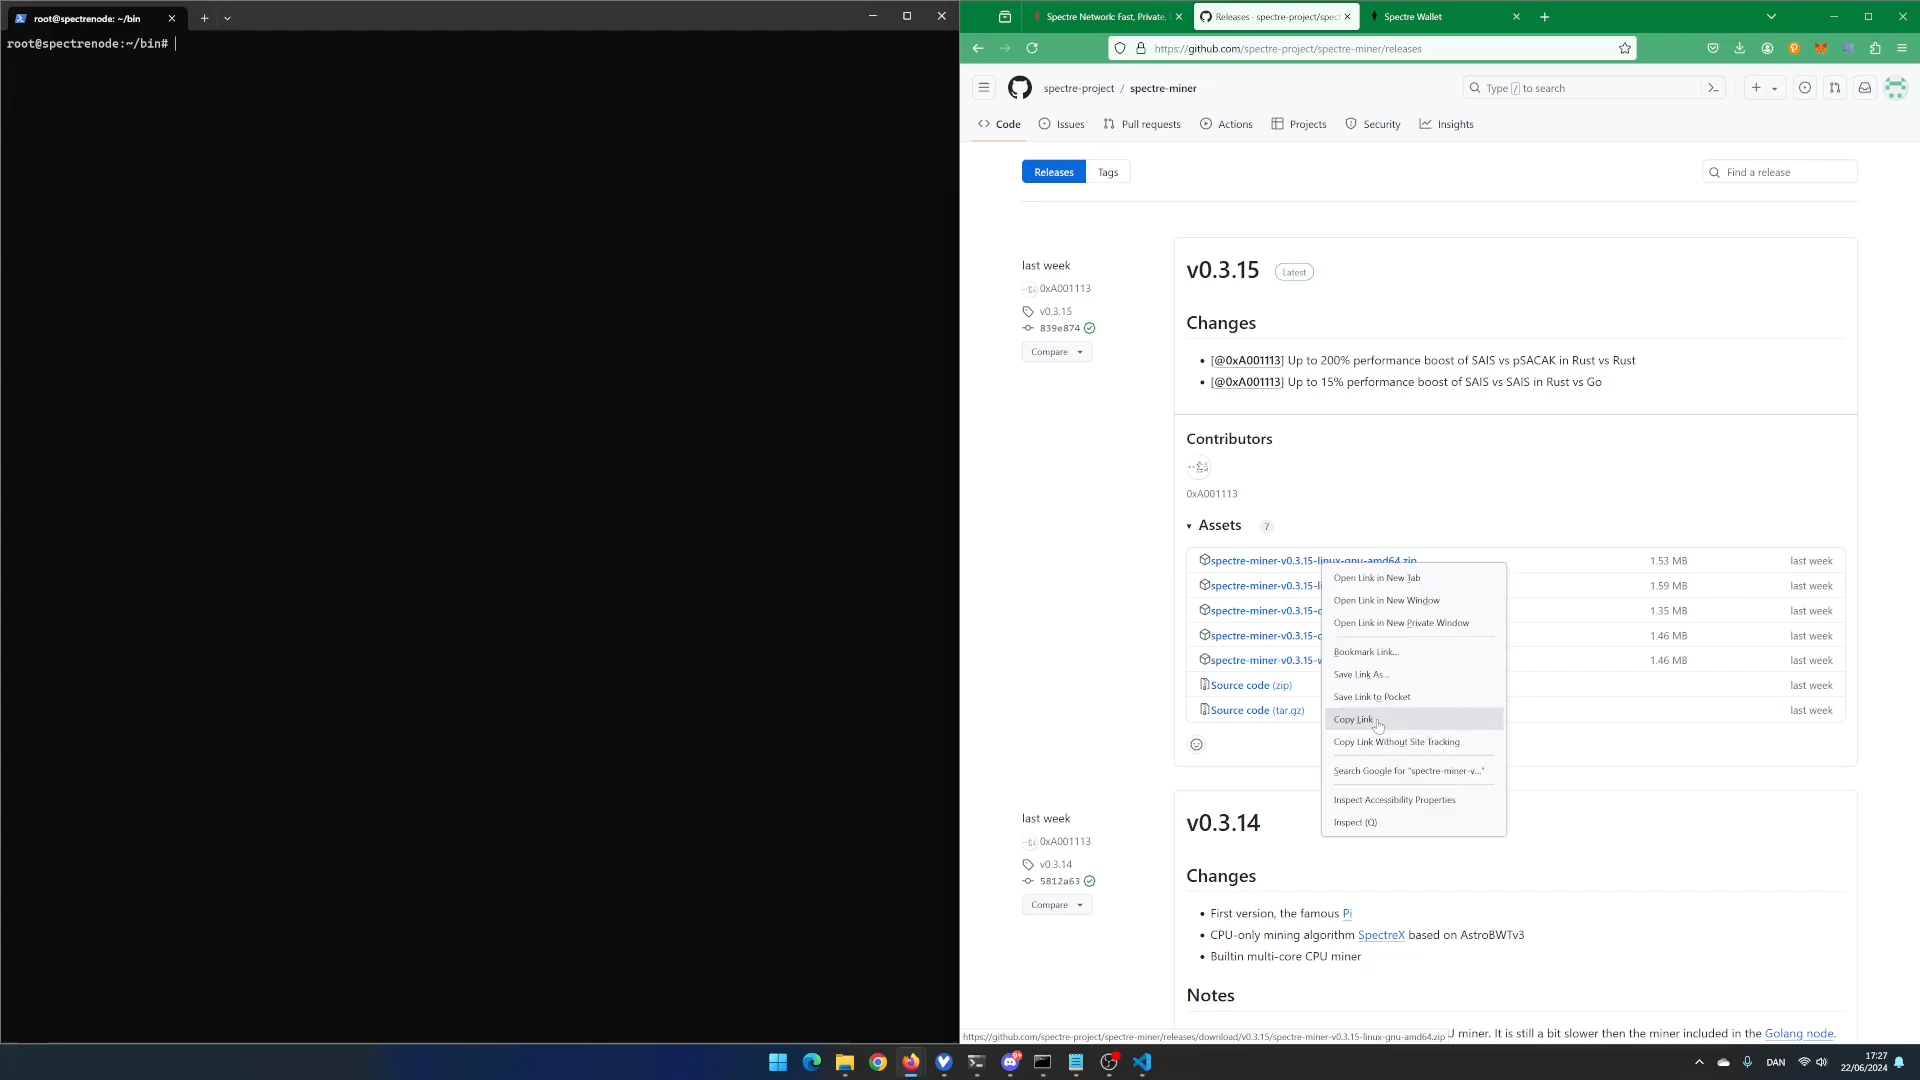 root@spectrenode: ~/bin
root@spectrenode:~/bin#
Spectre Network: Fast, Private,
Releases · spectre-project/spect
Spectre Wallet
https://github.com/spectre-project/spectre-miner/releases
spectre-project / spectre-miner
Type / to search
Code
Issues
Pull requests
Actions
Projects
Security
Insights
Releases
Tags
Find a release
last week
0xA001113
v0.3.15
839e874
Compare
v0.3.15
Latest
Changes
[@0xA001113] Up to 200% performance boost of SAIS vs pSACAK in Rust vs Rust
[@0xA001113] Up to 15% performance boost of SAIS vs SAIS in Rust vs Go
Contributors
0xA001113
Assets 7
spectre-miner-v0.3.15-linux-gnu-amd64.zip 1.53 MB last week
spectre-miner-v0.3.15-li 1.59 MB last week
spectre-miner-v0.3.15-o 1.35 MB last week
spectre-miner-v0.3.15-o 1.46 MB last week
spectre-miner-v0.3.15-w 1.46 MB last week
Source code (zip) last week
Source code (tar.gz) last week
Open Link in New Tab
Open Link in New Window
Open Link in New Private Window
Bookmark Link...
Save Link As...
Save Link to Pocket
Copy Link
Copy Link Without Site Tracking
Search Google for "spectre-miner-v..."
Inspect Accessibility Properties
Inspect (Q)
last week
0xA001113
v0.3.14
5812a63
Compare
v0.3.14
Changes
First version, the famous Pi
CPU-only mining algorithm SpectreX based on AstroBWTv3
Builtin multi-core CPU miner
Notes
U miner. It is still a bit slower then the miner included in the Golang node.
https://github.com/spectre-project/spectre-miner/releases/download/v0.3.15/spectre-miner-v0.3.15-linux-gnu-amd64.zip
DAN
17:27
22/06/2024